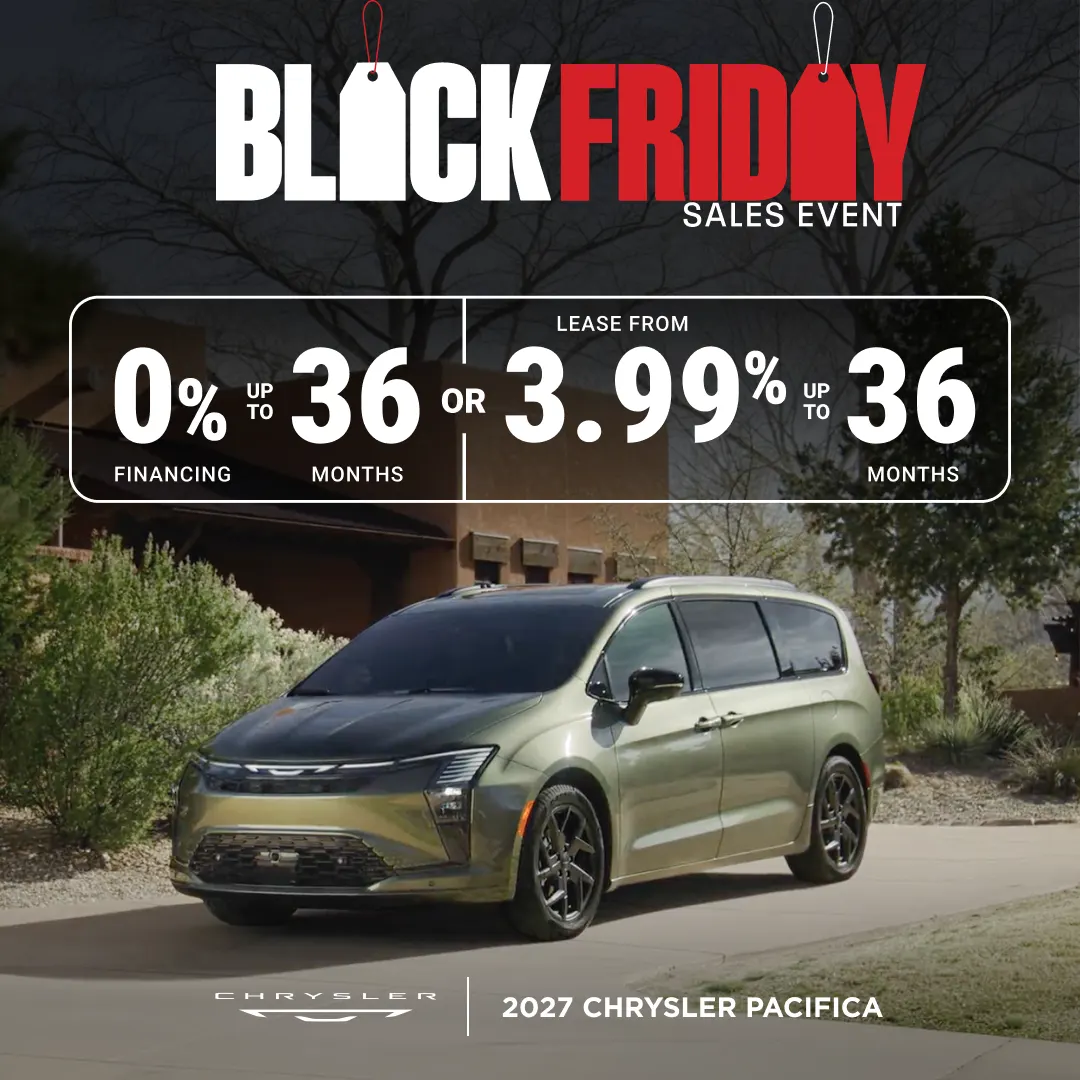 BLACK FRIDAY
SALES EVENT
LEASE FROM
0% UP TO 36 OR 3.99% UP TO 36
FINANCING MONTHS MONTHS
CHRYSLER
2027 CHRYSLER PACIFICA